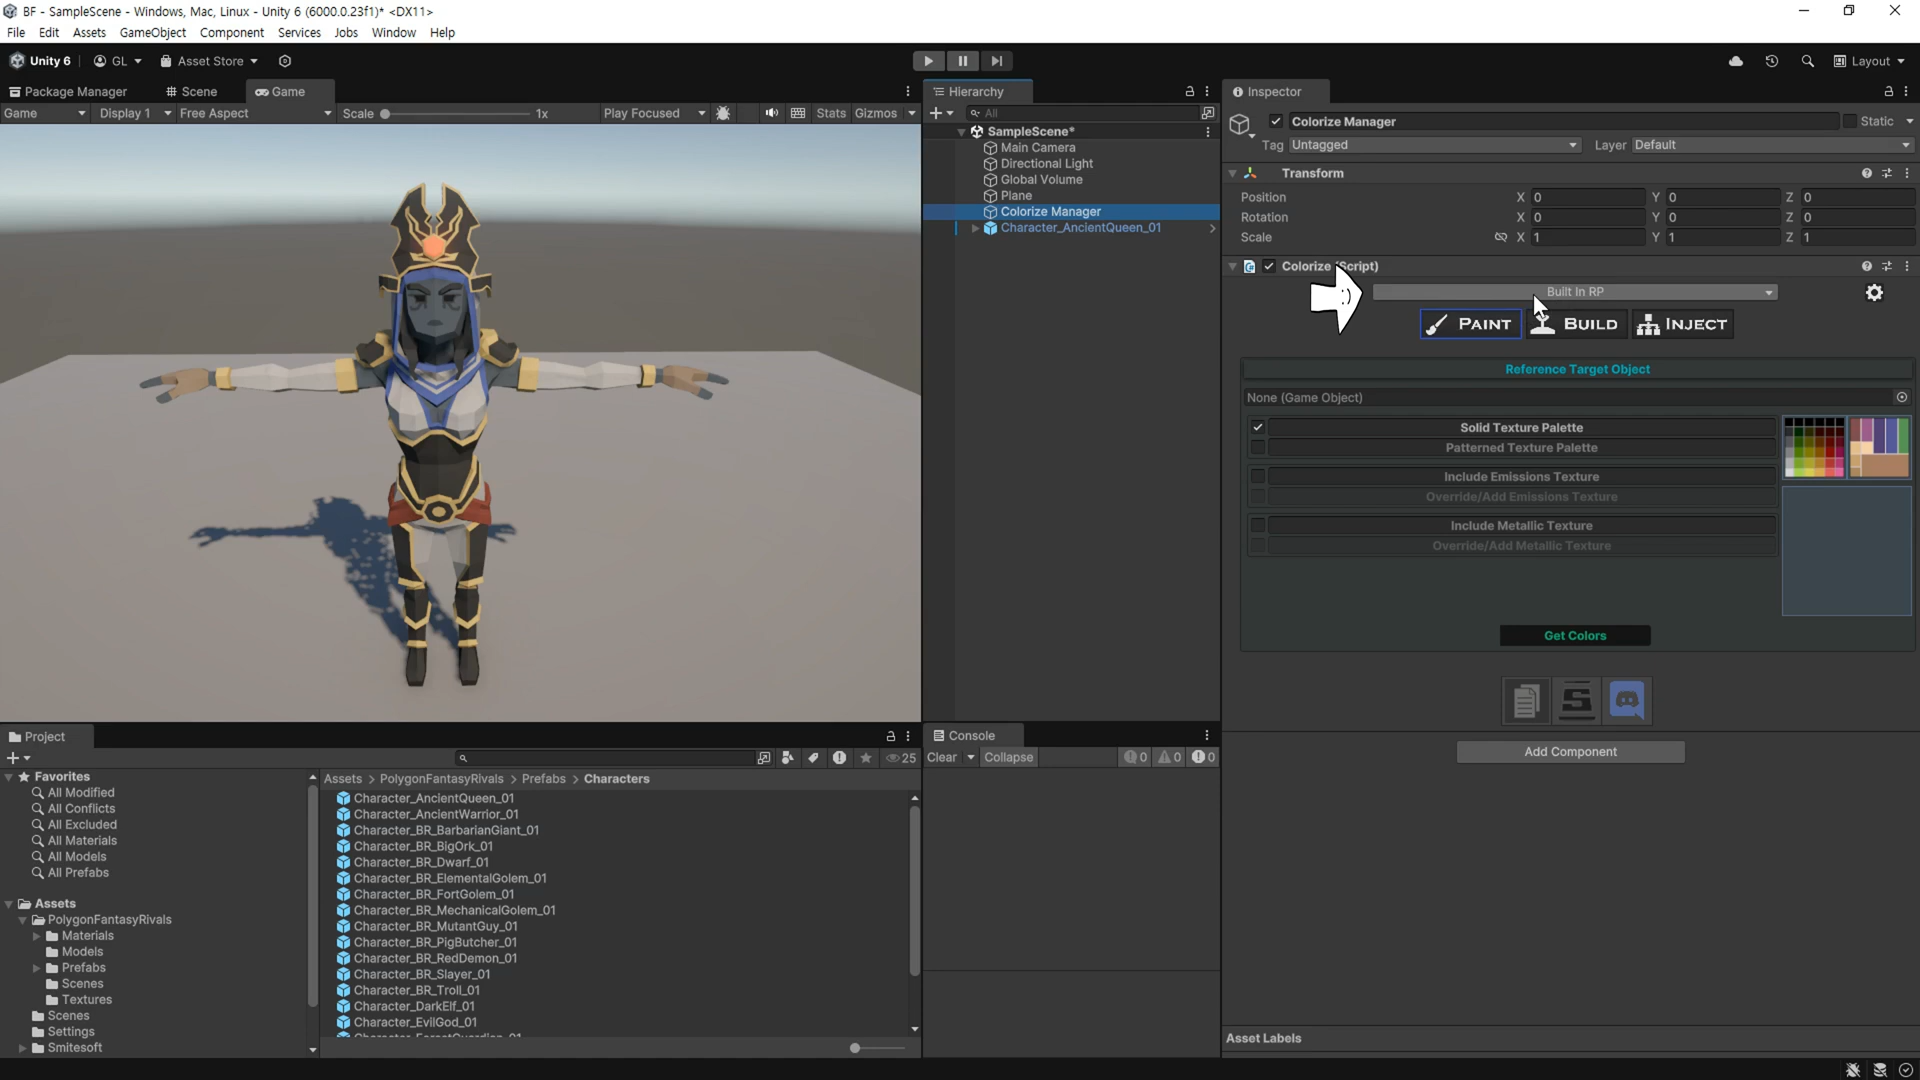 BF - SampleScene - Windows, Mac, Linux - Unity 6 (6000.0.23f1)* <DX11>
File Edit Assets GameObject Component Services Jobs Window Help
Unity 6 GL Asset Store Layout
Package Manager Scene Game
Game Display 1 Free Aspect Scale 1x Play Focused Stats Gizmos
Hierarchy
All
SampleScene*
Main Camera
Directional Light
Global Volume
Plane
Colorize Manager
Character_AncientQueen_01
Inspector
Colorize Manager Static
Tag Untagged Layer Default
Transform
Position X 0 Y 0 Z 0
Rotation X 0 Y 0 Z 0
Scale X 1 Y 1 Z 1
Colorize (Script)
Built In RP
PAINT BUILD INJECT
Reference Target Object
None (Game Object)
Solid Texture Palette
Patterned Texture Palette
Include Emissions Texture
Override/Add Emissions Texture
Include Metallic Texture
Override/Add Metallic Texture
Get Colors
Add Component
Asset Labels
Project
25
Favorites
All Modified
All Conflicts
All Excluded
All Materials
All Models
All Prefabs
Assets
PolygonFantasyRivals
Materials
Models
Prefabs
Scenes
Textures
Scenes
Settings
Smitesoft
Assets > PolygonFantasyRivals > Prefabs > Characters
Character_AncientQueen_01
Character_AncientWarrior_01
Character_BR_BarbarianGiant_01
Character_BR_BigOrk_01
Character_BR_Dwarf_01
Character_BR_ElementalGolem_01
Character_BR_FortGolem_01
Character_BR_MechanicalGolem_01
Character_BR_MutantGuy_01
Character_BR_PigButcher_01
Character_BR_RedDemon_01
Character_BR_Slayer_01
Character_BR_Troll_01
Character_DarkElf_01
Character_EvilGod_01
Console
Clear Collapse 0 0 0